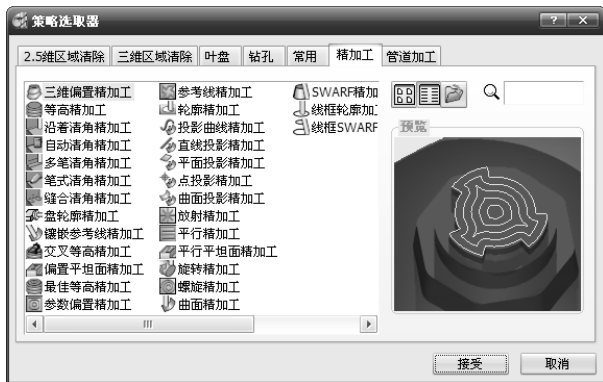 策略选取器
2.5维区域清除 三维区域清除 叶盘 钻孔 常用 精加工 管道加工
三维偏置精加工
等高精加工
沿着清角精加工
自动清角精加工
多笔清角精加工
笔式清角精加工
缝合清角精加工
盘轮廓精加工
镶嵌参考线精加工
交叉等高精加工
偏置平坦面精加工
最佳等高精加工
参数偏置精加工
参考线精加工
轮廓精加工
投影曲线精加工
直线投影精加工
平面投影精加工
点投影精加工
曲面投影精加工
放射精加工
平行精加工
平行平坦面精加工
旋转精加工
螺旋精加工
曲面精加工
SWARF精加
线框轮廓加
线框SWARF
预览
接受 取消